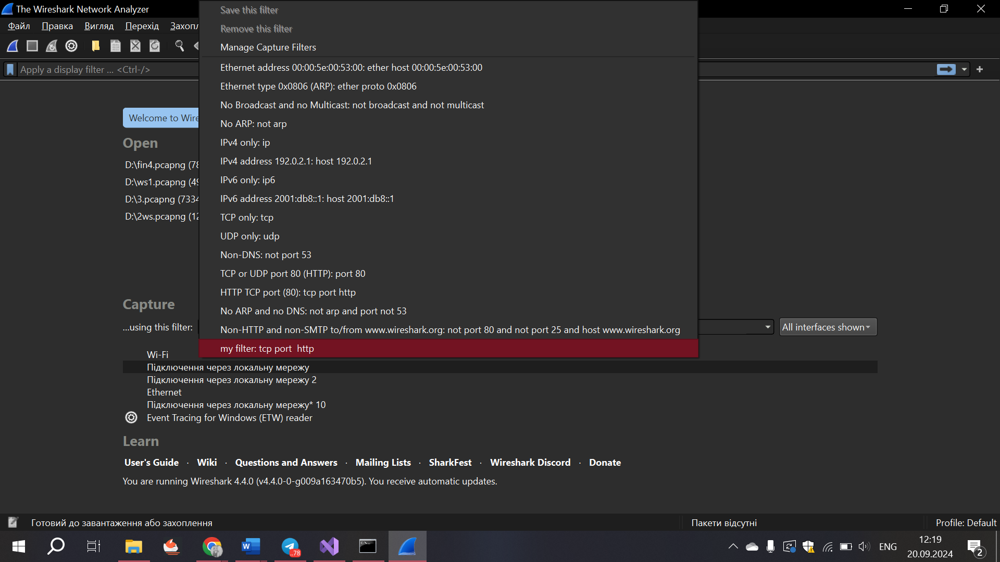 The Wireshark Network Analyzer
Файл Правка Вигляд Перехід Захопл
Apply a display filter ... <Ctrl-/>
Save this filter
Remove this filter
Manage Capture Filters
Ethernet address 00:00:5e:00:53:00: ether host 00:00:5e:00:53:00
Ethernet type 0x0806 (ARP): ether proto 0x0806
No Broadcast and no Multicast: not broadcast and not multicast
No ARP: not arp
IPv4 only: ip
IPv4 address 192.0.2.1: host 192.0.2.1
IPv6 only: ip6
IPv6 address 2001:db8::1: host 2001:db8::1
TCP only: tcp
UDP only: udp
Non-DNS: not port 53
TCP or UDP port 80 (HTTP): port 80
HTTP TCP port (80): tcp port http
No ARP and no DNS: not arp and port not 53
Non-HTTP and non-SMTP to/from www.wireshark.org: not port 80 and not port 25 and host www.wireshark.org
my filter: tcp port  http
Welcome to Wire
Open
D:\fin4.pcapng (78
D:\ws1.pcapng (49
D:\3.pcapng (7334
D:\2ws.pcapng (12
Capture
...using this filter:
All interfaces shown
Wi-Fi
Підключення через локальну мережу
Підключення через локальну мережу 2
Ethernet
Підключення через локальну мережу* 10
Event Tracing for Windows (ETW) reader
Learn
User's Guide · Wiki · Questions and Answers · Mailing Lists · SharkFest · Wireshark Discord · Donate
You are running Wireshark 4.4.0 (v4.4.0-0-g009a163470b5). You receive automatic updates.
Готовий до завантаження або захоплення
Пакети відсутні
Profile: Default
W
..78
ENG
12:19
20.09.2024
2